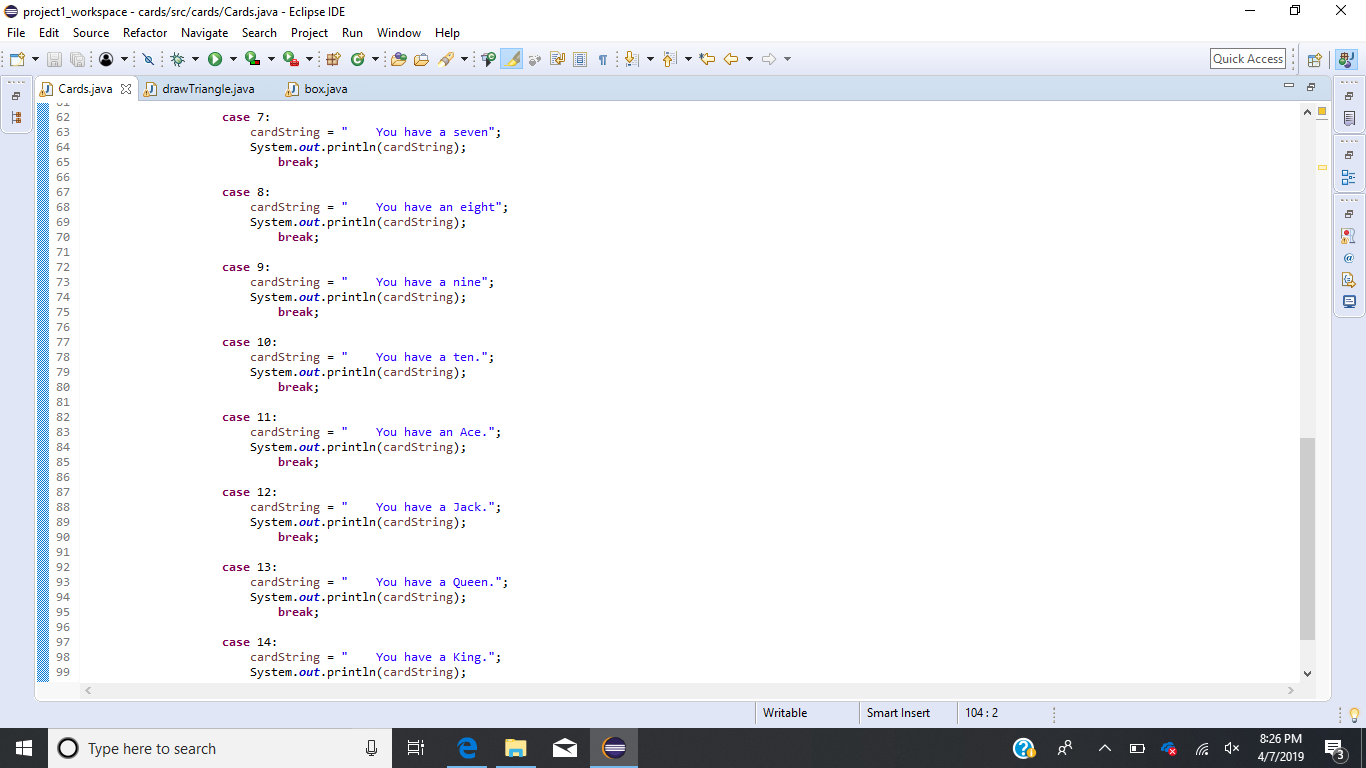 project1_workspace - cards/src/cards/Cards.java - Eclipse IDE
File Edit Source Refactor Navigate Search Project Run Window Help
Quick Access
Cards.java drawTriangle.java box.java
61
62 case 7:
63 cardString = "    You have a seven";
64 System.out.println(cardString);
65 break;
66
67 case 8:
68 cardString = "    You have an eight";
69 System.out.println(cardString);
70 break;
71
72 case 9:
73 cardString = "    You have a nine";
74 System.out.println(cardString);
75 break;
76
77 case 10:
78 cardString = "    You have a ten.";
79 System.out.println(cardString);
80 break;
81
82 case 11:
83 cardString = "    You have an Ace.";
84 System.out.println(cardString);
85 break;
86
87 case 12:
88 cardString = "    You have a Jack.";
89 System.out.println(cardString);
90 break;
91
92 case 13:
93 cardString = "    You have a Queen.";
94 System.out.println(cardString);
95 break;
96
97 case 14:
98 cardString = "    You have a King.";
99 System.out.println(cardString);
Writable Smart Insert 104 : 2
Type here to search
8:26 PM
4/7/2019
3